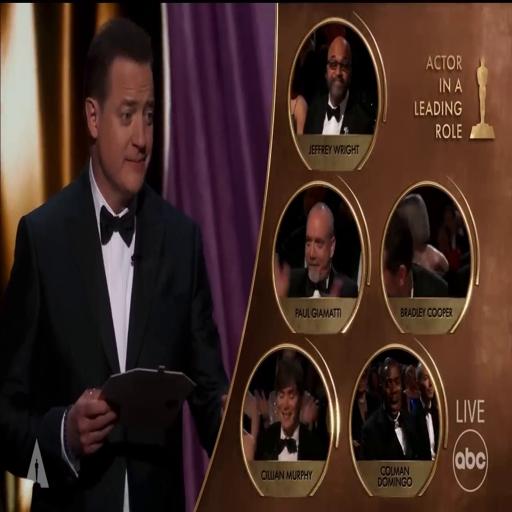 ACTOR
IN A
LEADING
ROLE
JEFFREY WRIGHT
PAUL GIAMATTI
BRADLEY COOPER
CILLIAN MURPHY
COLMAN
DOMINGO
LIVE
abc